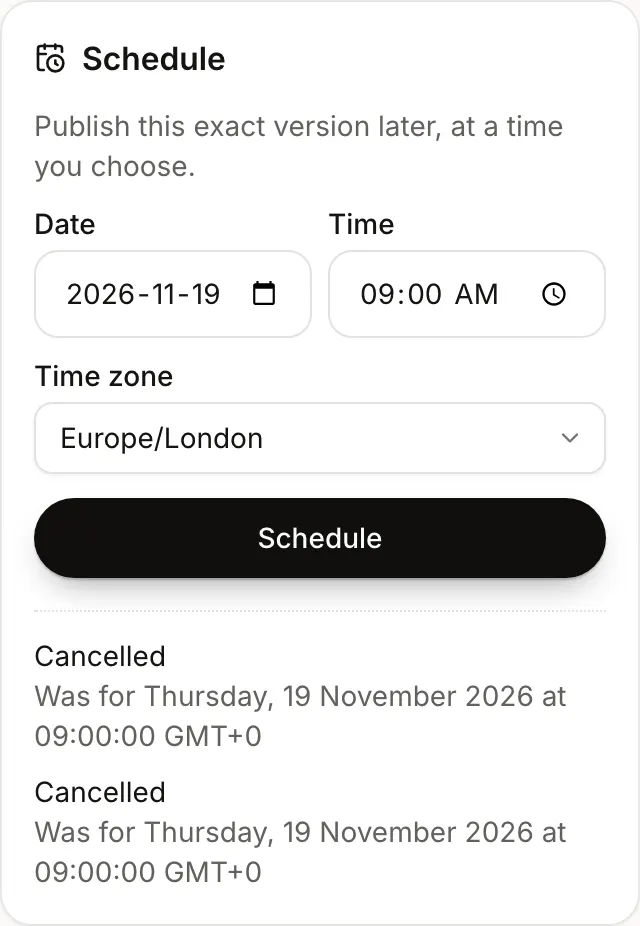 Schedule
Publish this exact version later, at a time
you choose.
Date
Time
2026-11-19
09:00 AM
Time zone
Europe/London
Schedule
Cancelled
Was for Thursday, 19 November 2026 at
09:00:00 GMT+0
Cancelled
Was for Thursday, 19 November 2026 at
09:00:00 GMT+0